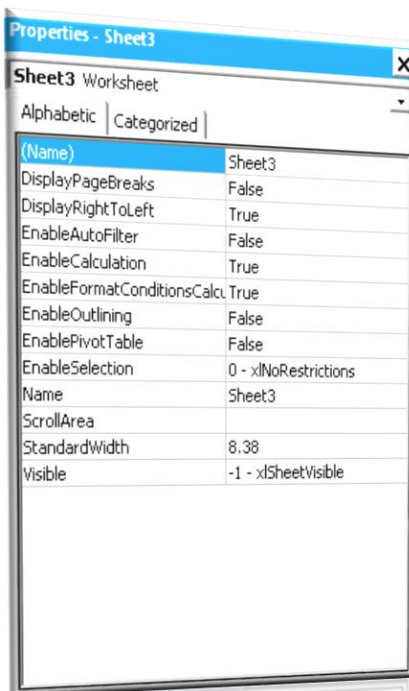 Properties - Sheet3
X
Sheet3 Worksheet
Alphabetic Categorized
(Name) Sheet3
DisplayPageBreaks False
DisplayRightToLeft True
EnableAutoFilter False
EnableCalculation True
EnableFormatConditionsCalcu True
EnableOutlining False
EnablePivotTable False
EnableSelection 0 - xlNoRestrictions
Name Sheet3
ScrollArea
StandardWidth 8.38
Visible -1 - xlSheetVisible